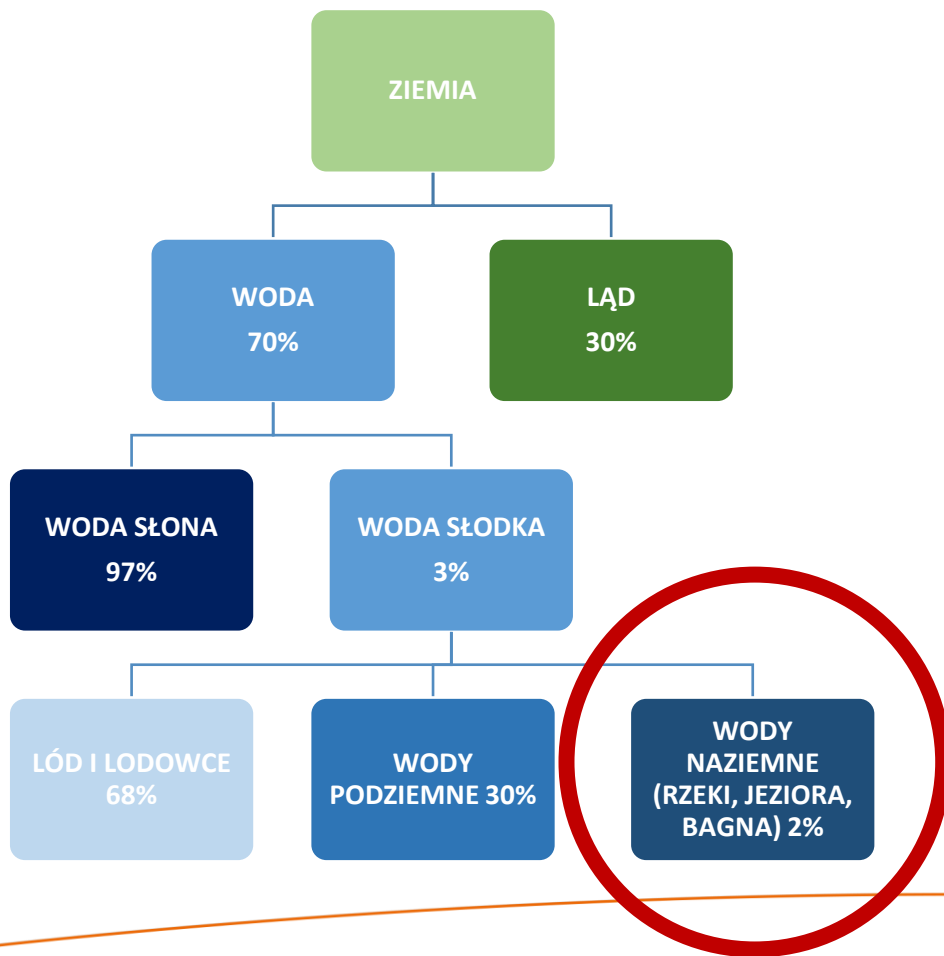 ZIEMIA
WODA
70%
LĄD
30%
WODA SŁONA
97%
WODA SŁODKA
3%
LÓD I LODOWCE
68%
WODY
PODZIEMNE 30%
WODY
NAZIEMNE
(RZEKI, JEZIORA,
BAGNA) 2%